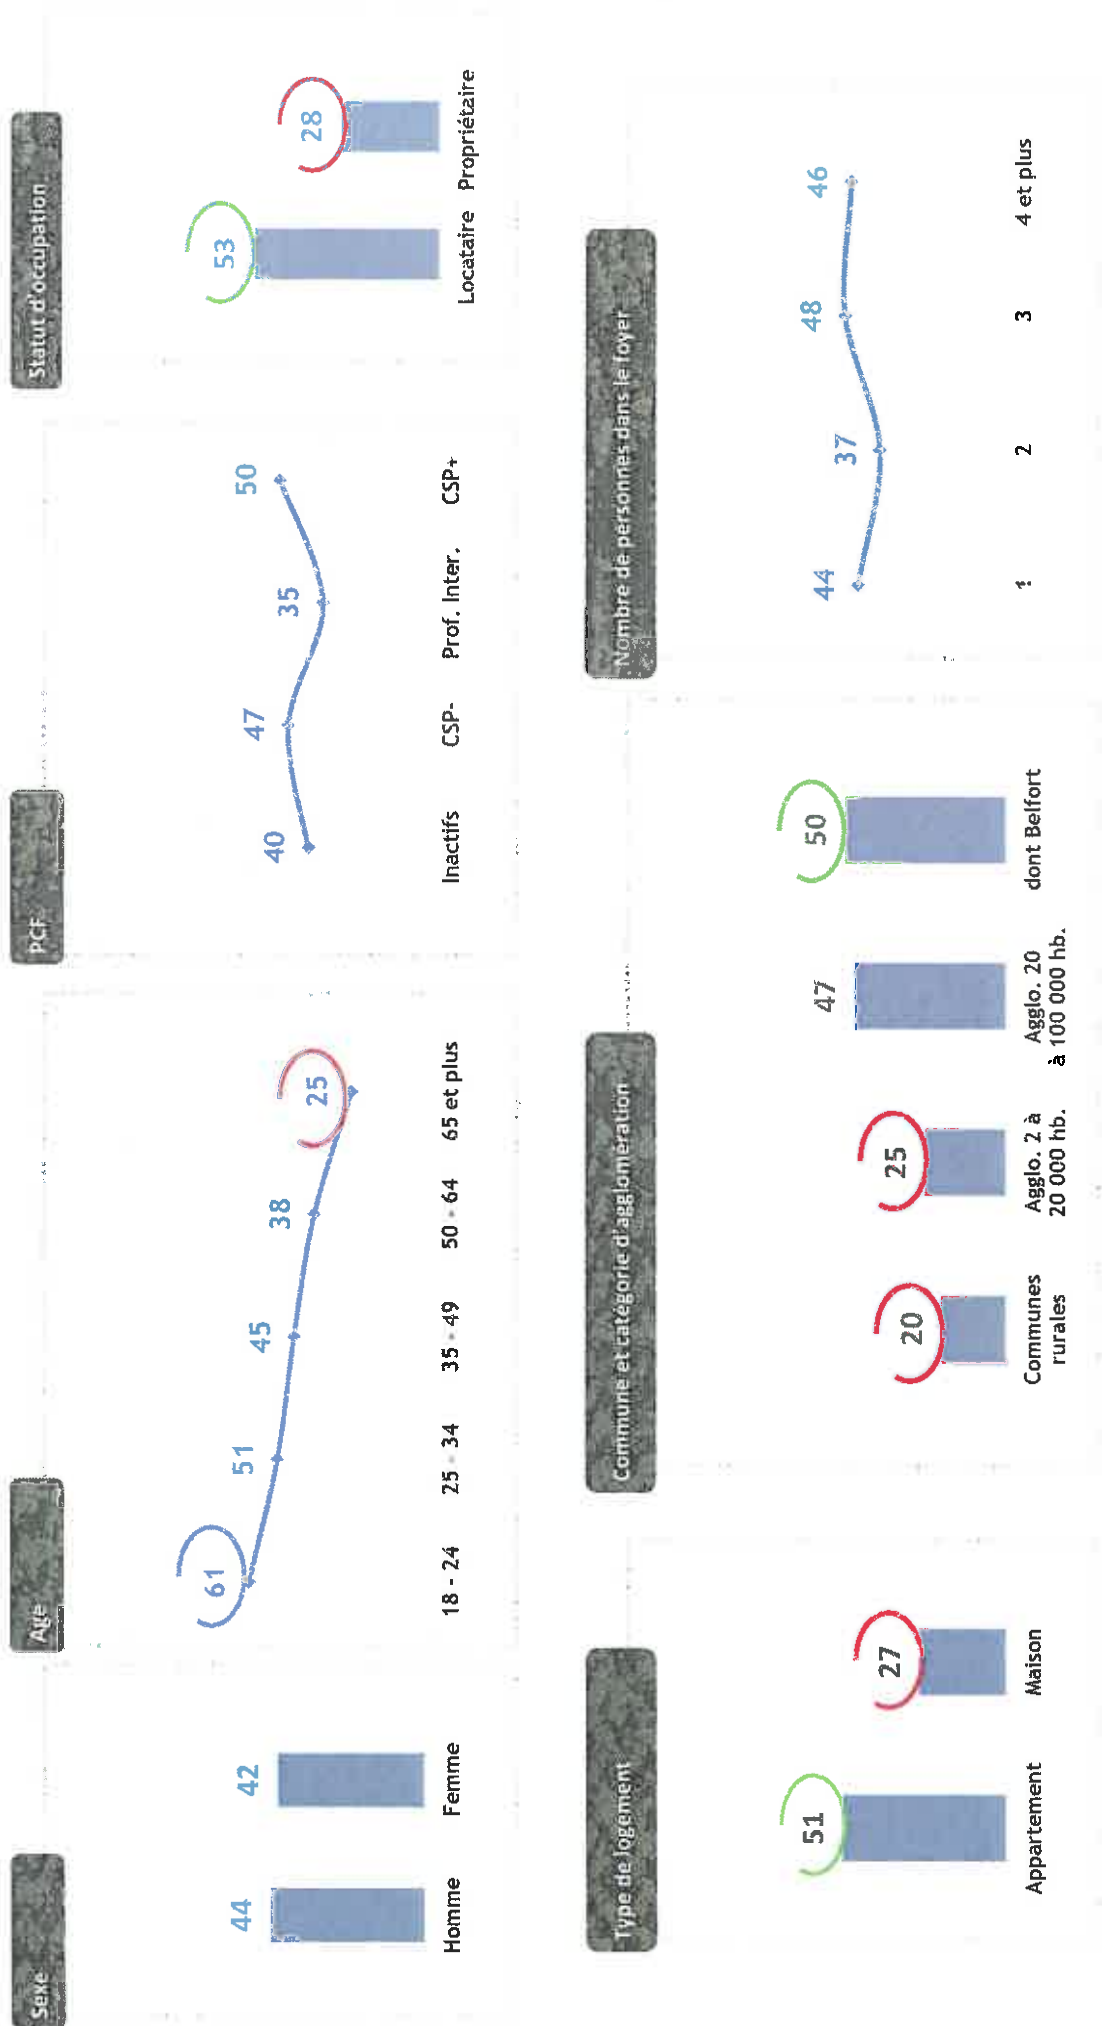 Sexe
44
42
Homme
Femme
Age
61
51
45
38
25
18 - 24
25 - 34
35 - 49
50 - 64
65 et plus
PCF
40
47
35
50
Inactifs
CSP-
Prof. Inter.
CSP+
Statut d'occupation
53
28
Locataire
Propriétaire
Type de logement
51
27
Appartement
Maison
Commune et catégorie d'agglomération
20
25
47
50
Communes
rurales
Agglo. 2 à
20 000 hb.
Agglo. 20
à 100 000 hb.
dont Belfort
Nombre de personnes dans le foyer
44
37
48
46
1
2
3
4 et plus